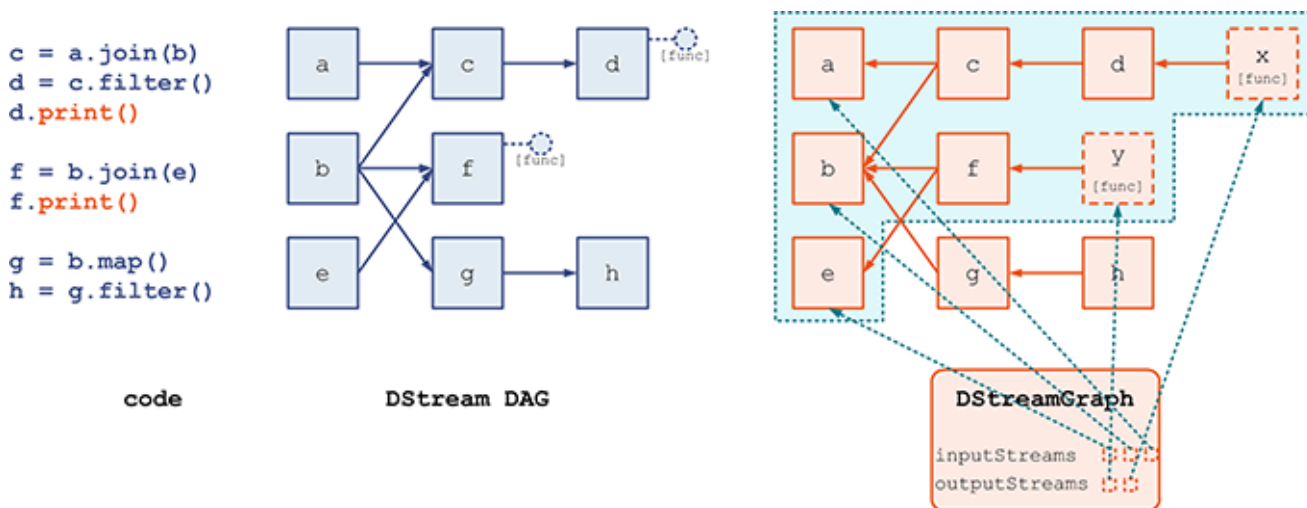 c = a.join(b)
d = c.filter()
d.print()
f = b.join(e)
f.print()
g = b.map()
h = g.filter()
code
a
c
d
[func]
b
f
[func]
e
g
h
DStream DAG
a
c
d
x
[func]
b
f
y
[func]
e
g
h
DStreamGraph
inputStreams
outputStreams